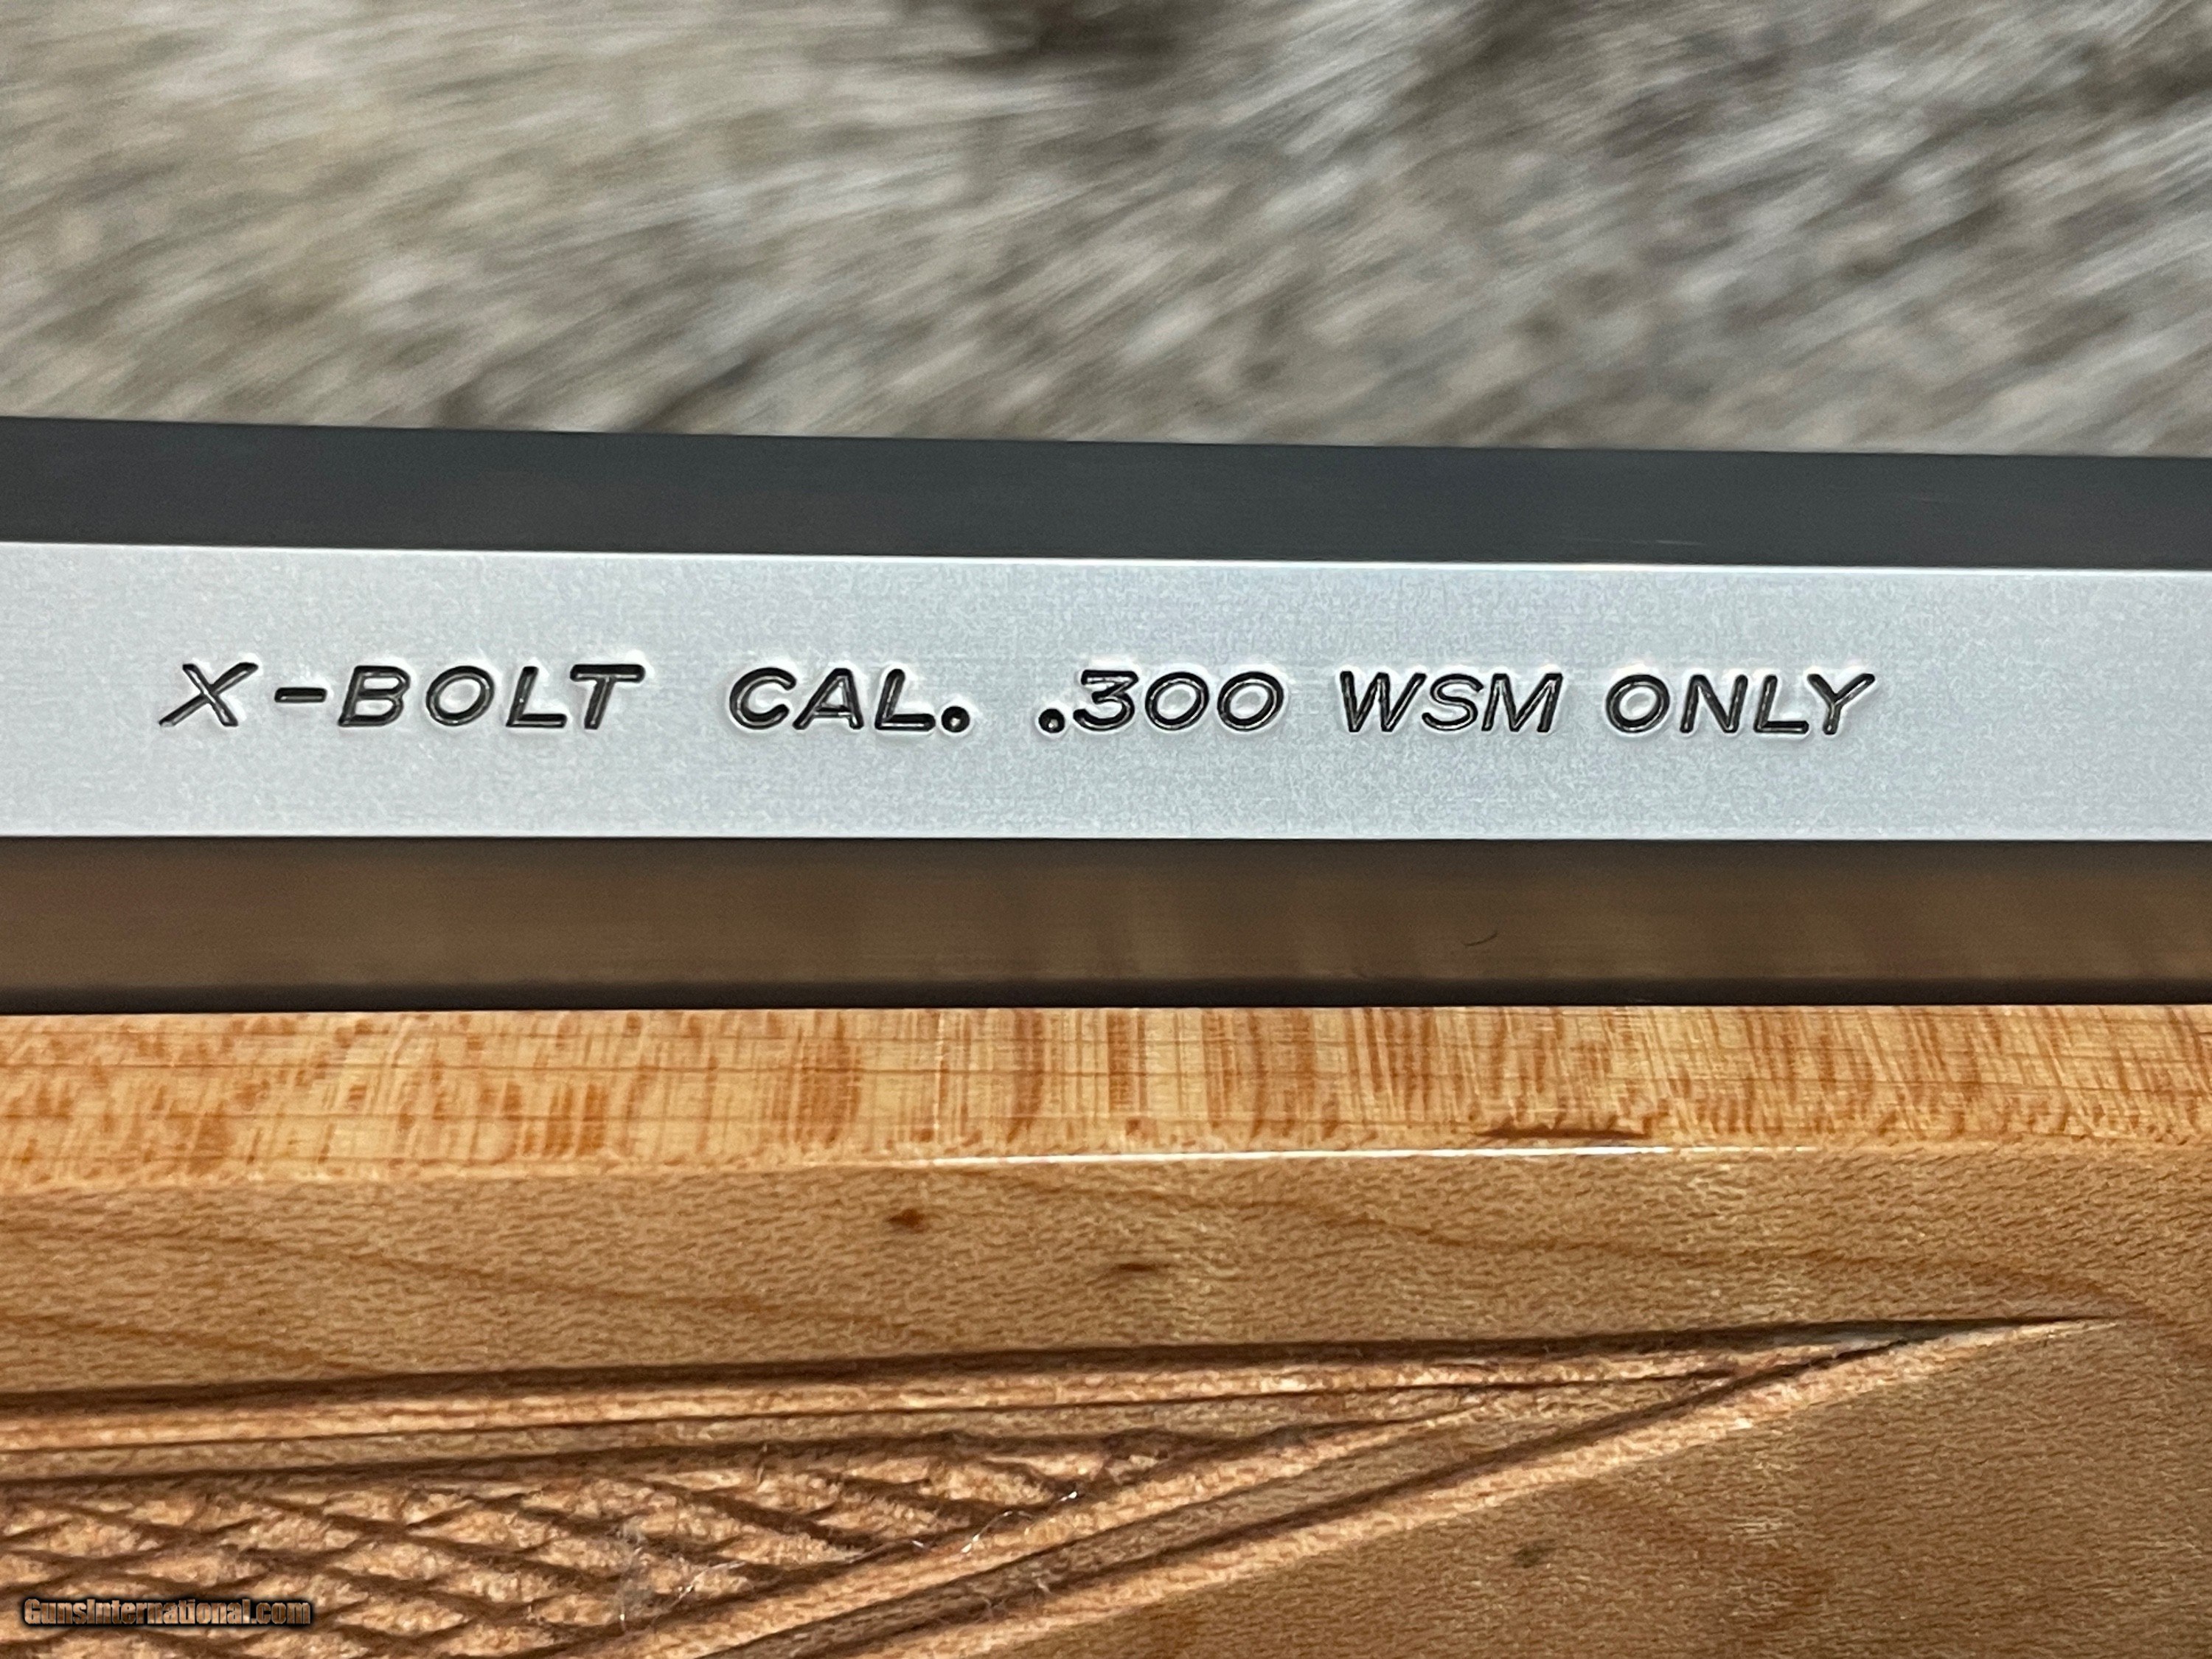 X-BOLT CAL. .300 WSM ONLY
GunsInternational.com